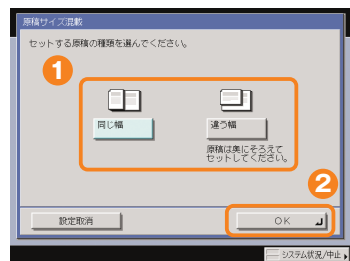 原稿サイズ混載
セットする原稿の種類を選んでください。
1
同じ幅
違う幅
原稿は奥にそろえて
セットしてください。
2
設定取消
OK
システム状況/中止